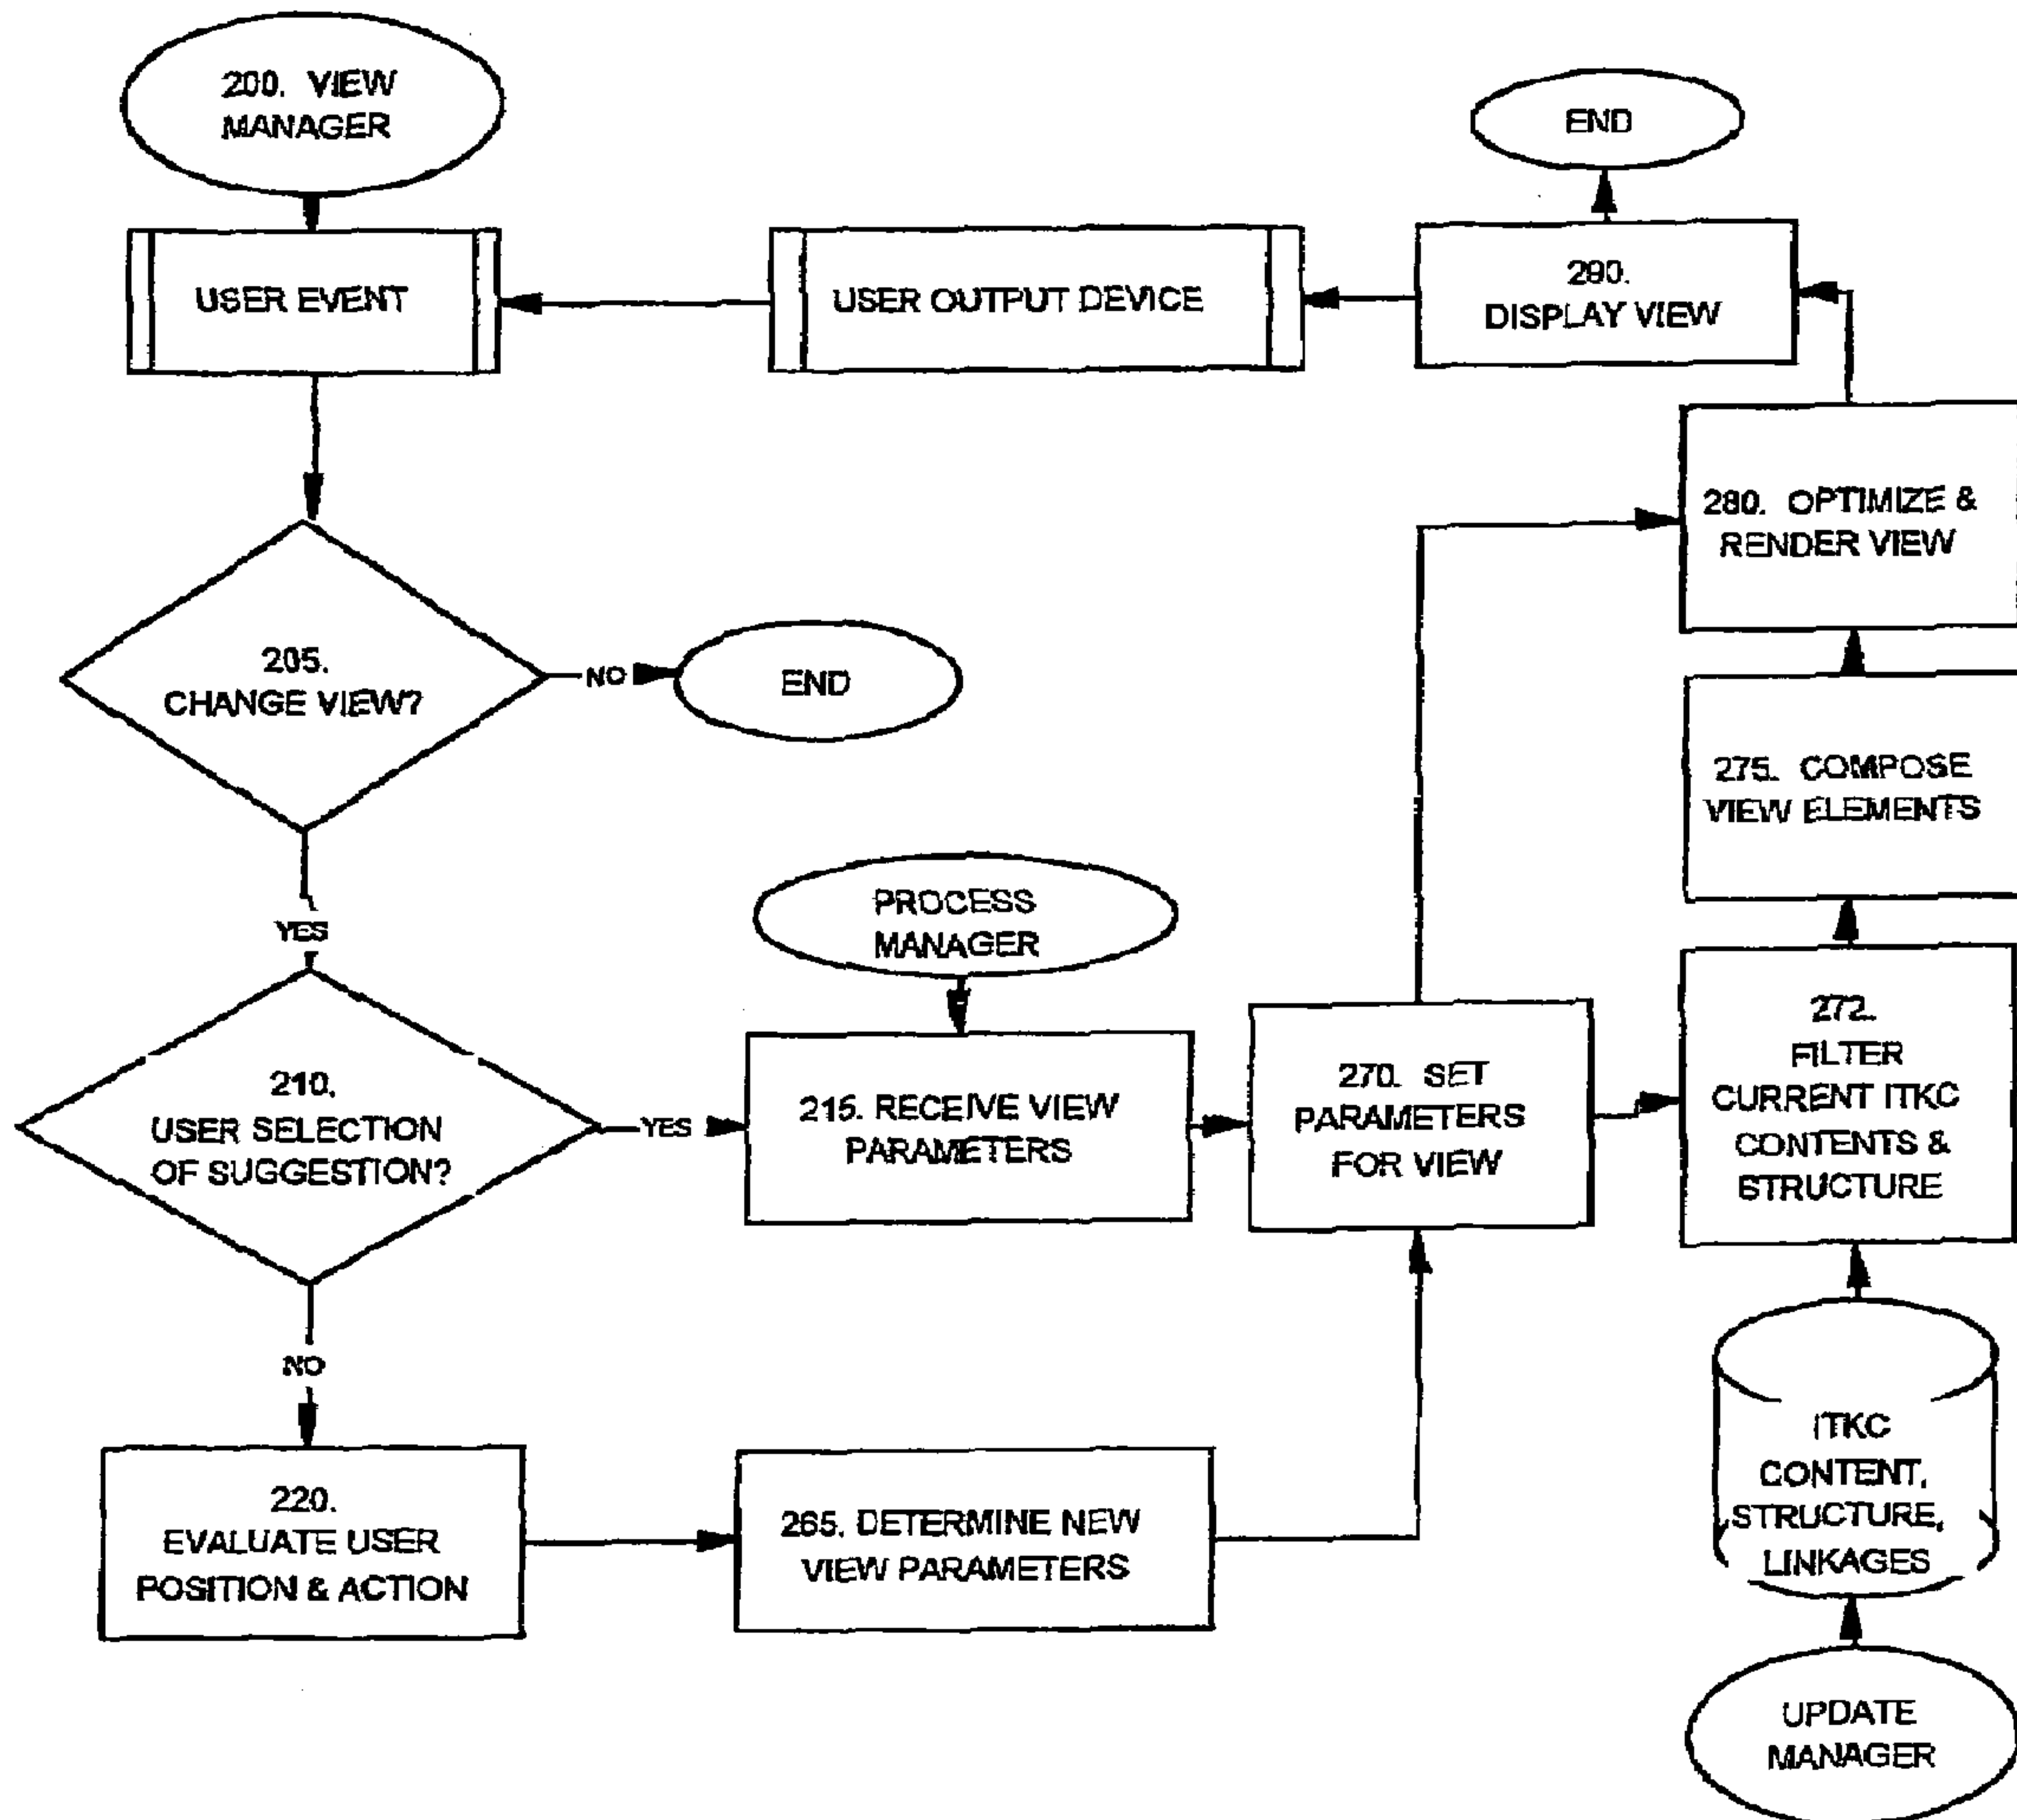 200. VIEW
MANAGER
END
USER EVENT
USER OUTPUT DEVICE
290.
DISPLAY VIEW
280. OPTIMIZE &
RENDER VIEW
205.
CHANGE VIEW?
NO
END
275. COMPOSE
VIEW ELEMENTS
YES
PROCESS
MANAGER
210.
USER SELECTION
OF SUGGESTION?
YES
215. RECEIVE VIEW
PARAMETERS
270. SET
PARAMETERS
FOR VIEW
272.
FILTER
CURRENT ITKC
CONTENTS &
STRUCTURE
NO
220.
EVALUATE USER
POSITION & ACTION
265. DETERMINE NEW
VIEW PARAMETERS
ITKC
CONTENT,
STRUCTURE,
LINKAGES
UPDATE
MANAGER